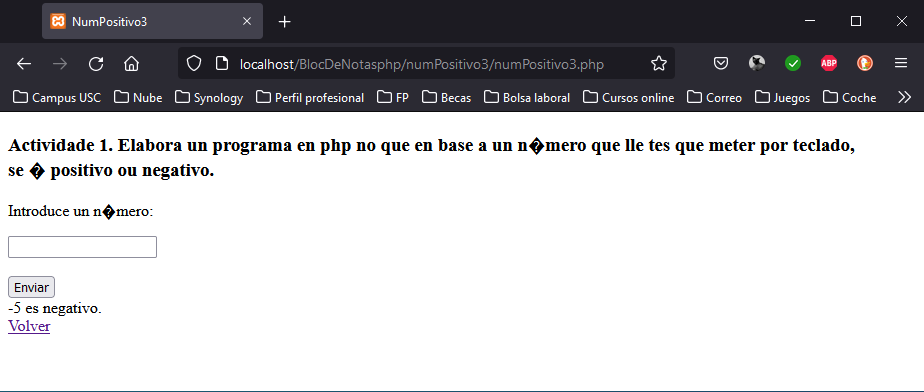 NumPositivo3
localhost/BlocDeNotasphp/numPositivo3/numPositivo3.php
ABP
Campus USC Nube Synology Perfil profesional FP Becas Bolsa laboral Cursos online Correo Juegos Coche
Actividade 1. Elabora un programa en php no que en base a un n�mero que lle tes que meter por teclado,
se � positivo ou negativo.
Introduce un n�mero:
Enviar
-5 es negativo.
Volver